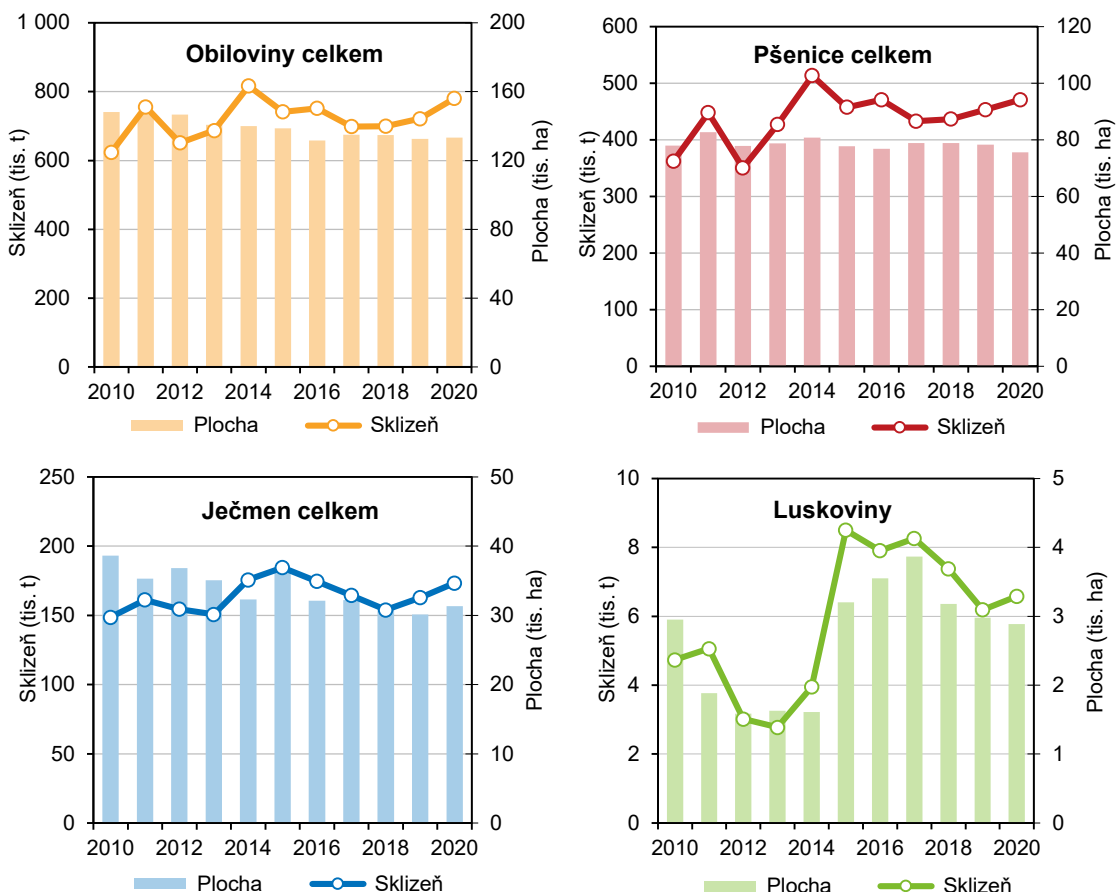 Obiloviny celkem
Sklizeň (tis. t)
1 000
800
600
400
200
0
Plocha (tis. ha)
200
160
120
80
40
0
2010 2012 2014 2016 2018 2020
Plocha Sklizeň
Pšenice celkem
Sklizeň (tis. t)
600
500
400
300
200
100
0
Plocha (tis. ha)
120
100
80
60
40
20
0
2010 2012 2014 2016 2018 2020
Plocha Sklizeň
Ječmen celkem
Sklizeň (tis. t)
250
200
150
100
50
0
Plocha (tis. ha)
50
40
30
20
10
0
2010 2012 2014 2016 2018 2020
Plocha Sklizeň
Luskoviny
Sklizeň (tis. t)
10
8
6
4
2
0
Plocha (tis. ha)
5
4
3
2
1
0
2010 2012 2014 2016 2018 2020
Plocha Sklizeň